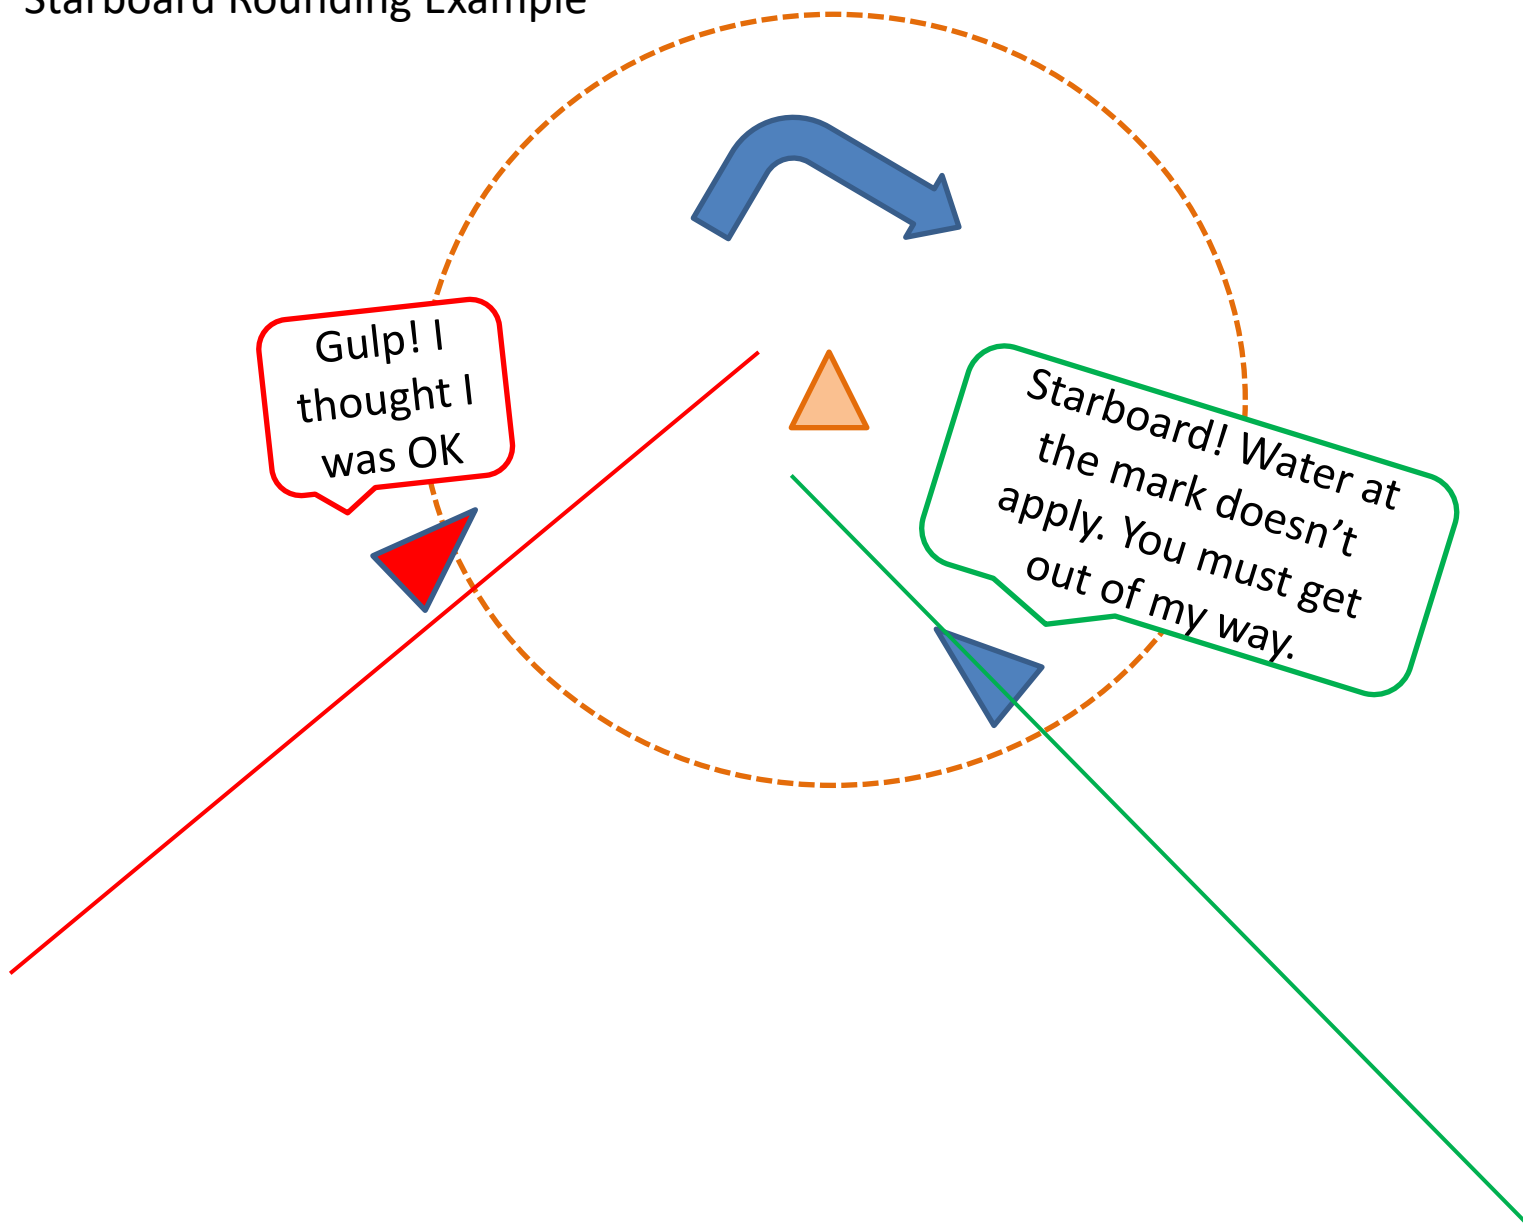 Starboard Rounding Example
Gulp! I
thought I
was OK
Starboard! Water at
the mark doesn’t
apply. You must get
out of my way.